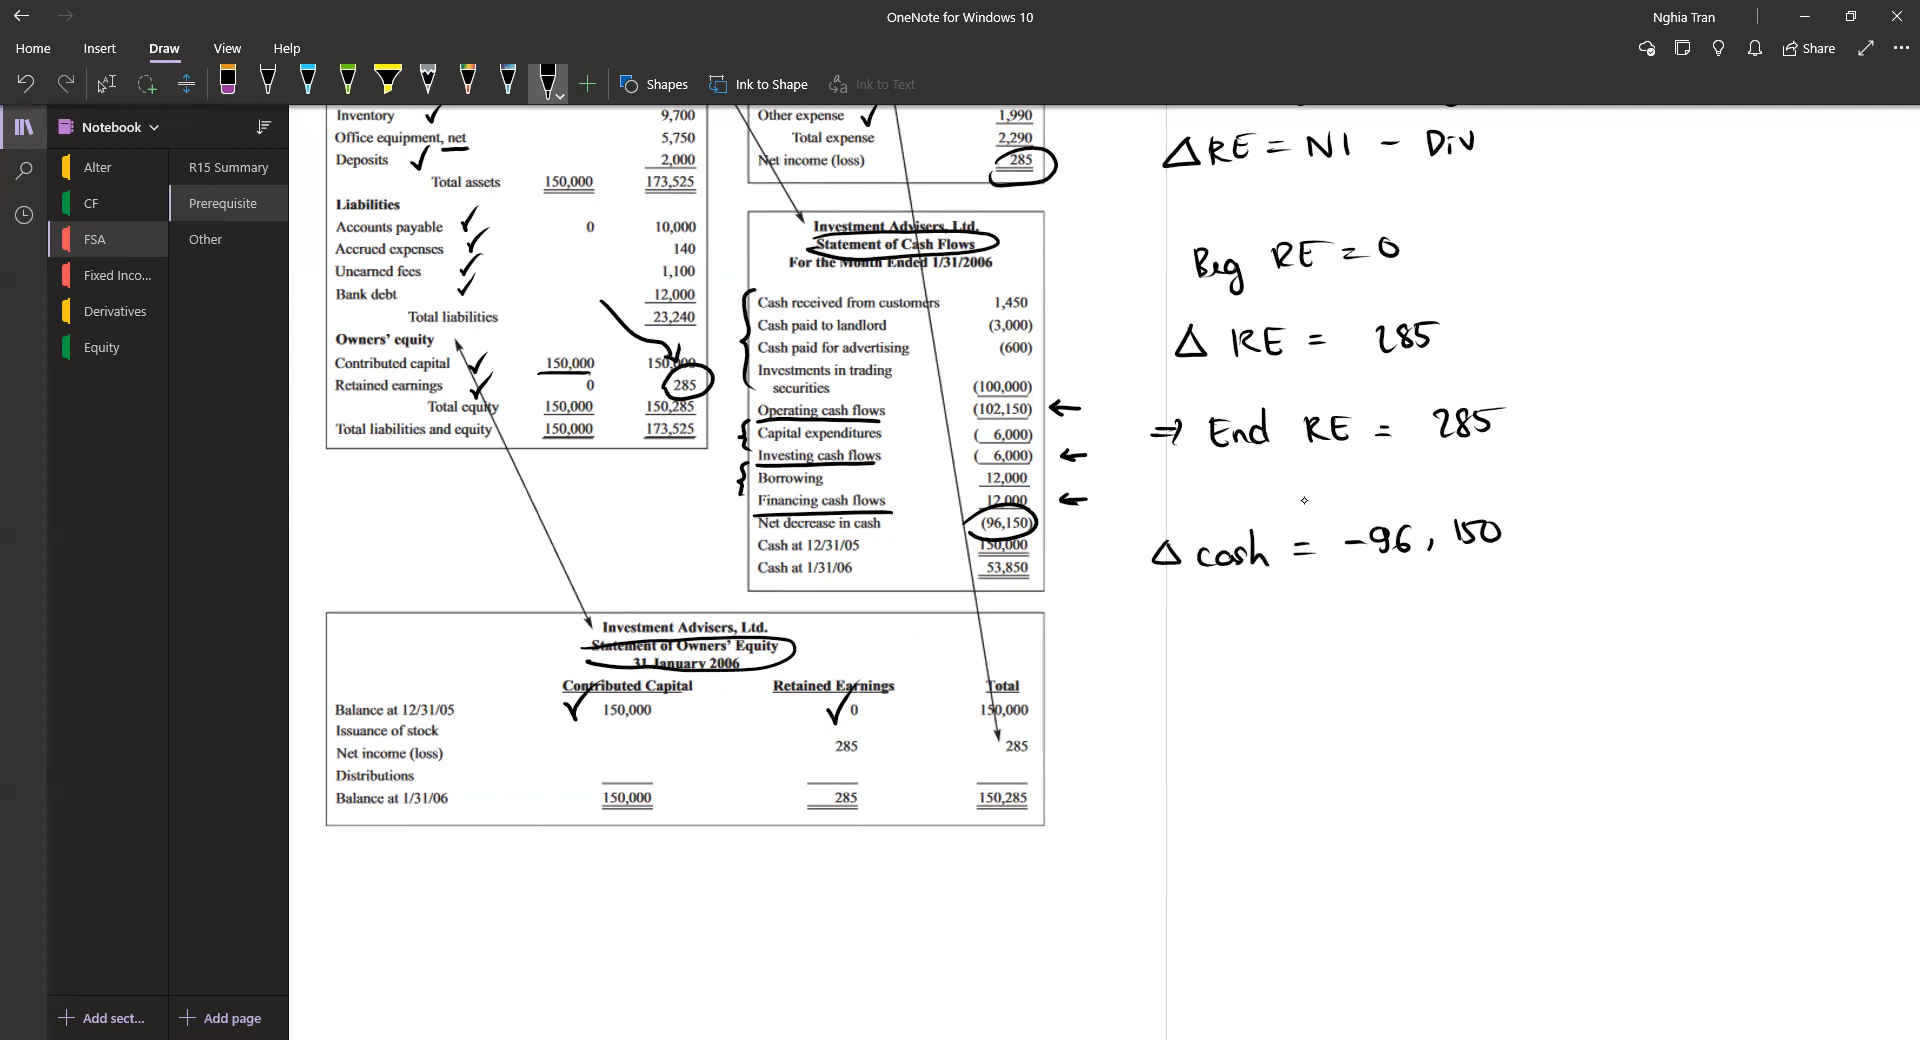 OneNote for Windows 10
Nghia Tran
Home Insert Draw View Help
Share
Shapes
Ink to Shape
Ink to Text
Notebook
Alter
CF
FSA
Fixed Inco...
Derivatives
Equity
Add sect...
R15 Summary
Prerequisite
Other
Add page
Inventory 9,700
Office equipment, net 5,750
Deposits 2,000
Total assets 150,000 173,525
Liabilities
Accounts payable 0 10,000
Accrued expenses 140
Unearned fees 1,100
Bank debt 12,000
Total liabilities 23,240
Owners' equity
Contributed capital 150,000 150,000
Retained earnings 0 285
Total equity 150,000 150,285
Total liabilities and equity 150,000 173,525
Other expense 1,990
Total expense 2,290
Net income (loss) 285
Investment Advisers, Ltd.
Statement of Cash Flows
For the Month Ended 1/31/2006
Cash received from customers 1,450
Cash paid to landlord (3,000)
Cash paid for advertising (600)
Investments in trading
securities (100,000)
Operating cash flows (102,150)
Capital expenditures ( 6,000)
Investing cash flows ( 6,000)
Borrowing 12,000
Financing cash flows 12,000
Net decrease in cash (96,150)
Cash at 12/31/05 150,000
Cash at 1/31/06 53,850
Investment Advisers, Ltd.
Statement of Owners' Equity
31 January 2006
Contributed Capital Retained Earnings Total
Balance at 12/31/05 150,000 0 150,000
Issuance of stock
Net income (loss) 285 285
Distributions
Balance at 1/31/06 150,000 285 150,285
Δ RE = NI - Div
Beg RE = 0
Δ RE = 285
⇒ End RE = 285
Δ cash = -96,150